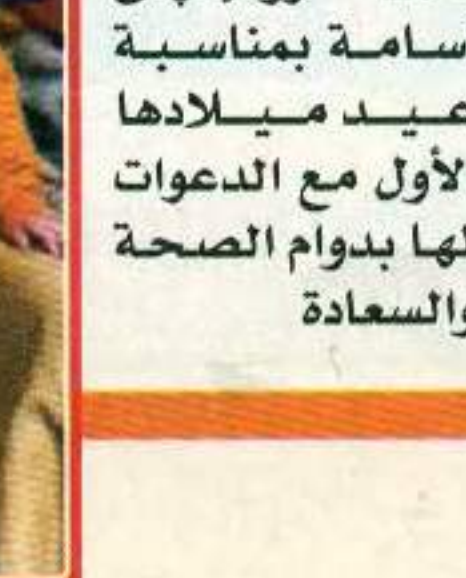 سامة بمناسبة
عيد ميلادها
لأول مع الدعوات
لها بدوام الصحة
والسعادة